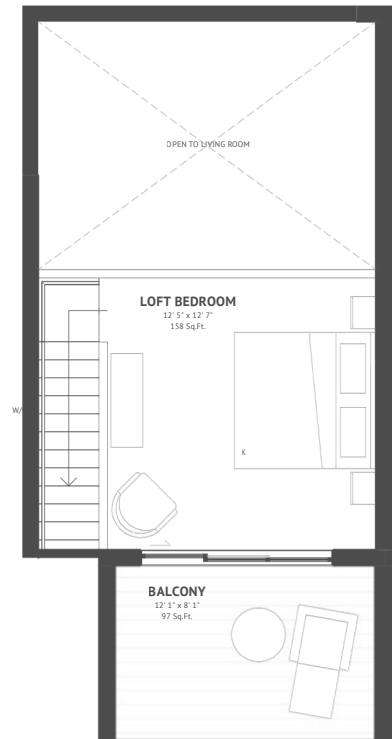 OPEN TO LIVING ROOM
LOFT BEDROOM
12' 5" x 12' 7"
158 Sq.Ft.
W/
K
BALCONY
12' 1" x 8' 1"
97 Sq.Ft.